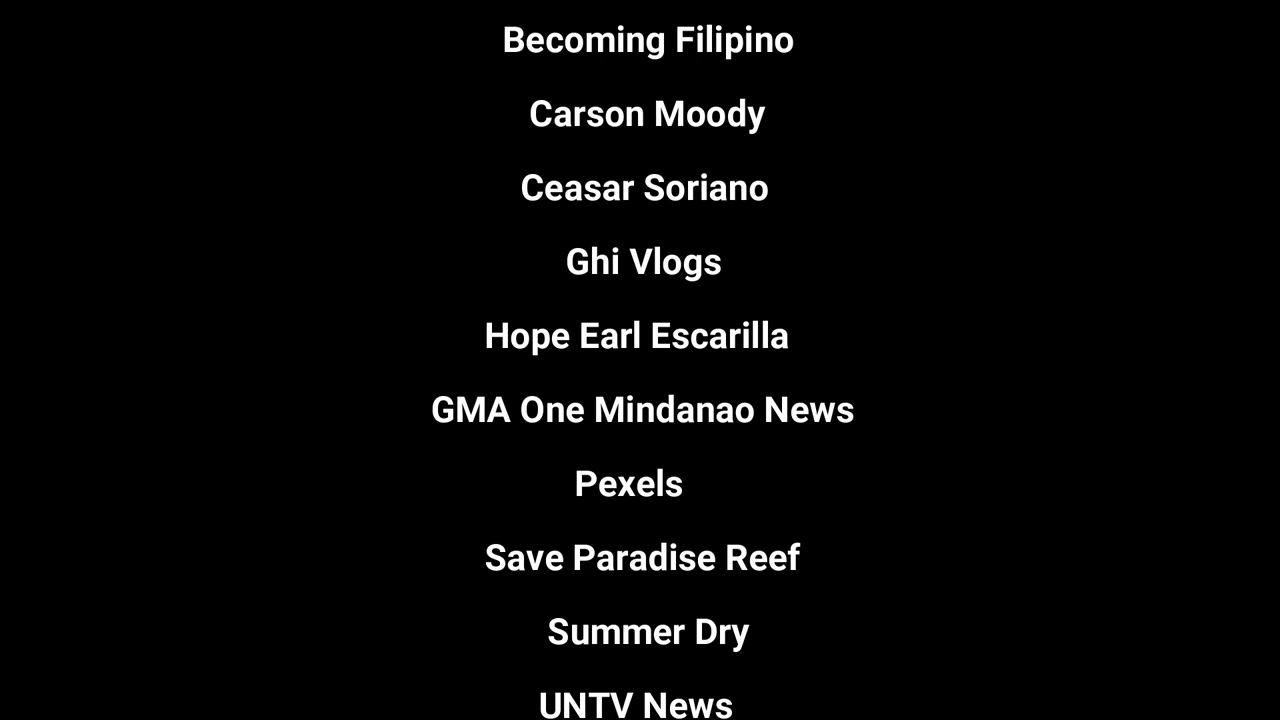 Becoming Filipino
Carson Moody
Ceasar Soriano
Ghi Vlogs
Hope Earl Escarilla
GMA One Mindanao News
Pexels
Save Paradise Reef
Summer Dry
UNTV News